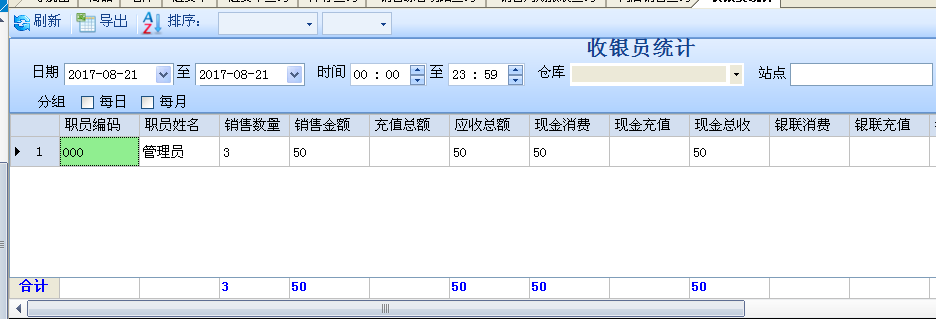 收银员统计
刷新 导出 排序:
收银员统计
日期 2017-08-21 至 2017-08-21 时间 00 : 00 至 23 : 59 仓库 站点
分组 每日 每月
职员编码 职员姓名 销售数量 销售金额 充值总额 应收总额 现金消费 现金充值 现金总收 银联消费 银联充值
1 000 管理员 3 50 50 50 50
合计 3 50 50 50 50